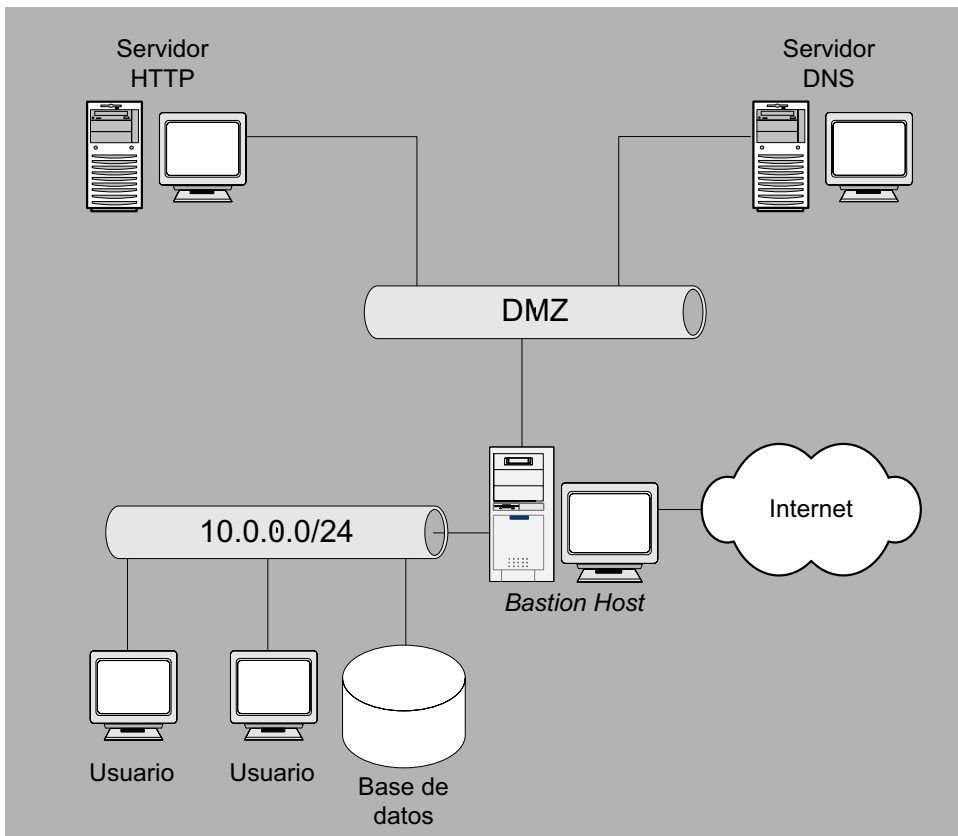 Servidor
HTTP
Servidor
DNS
DMZ
Internet
10.0.0.0/24
Bastion Host
Usuario
Usuario
Base de
datos